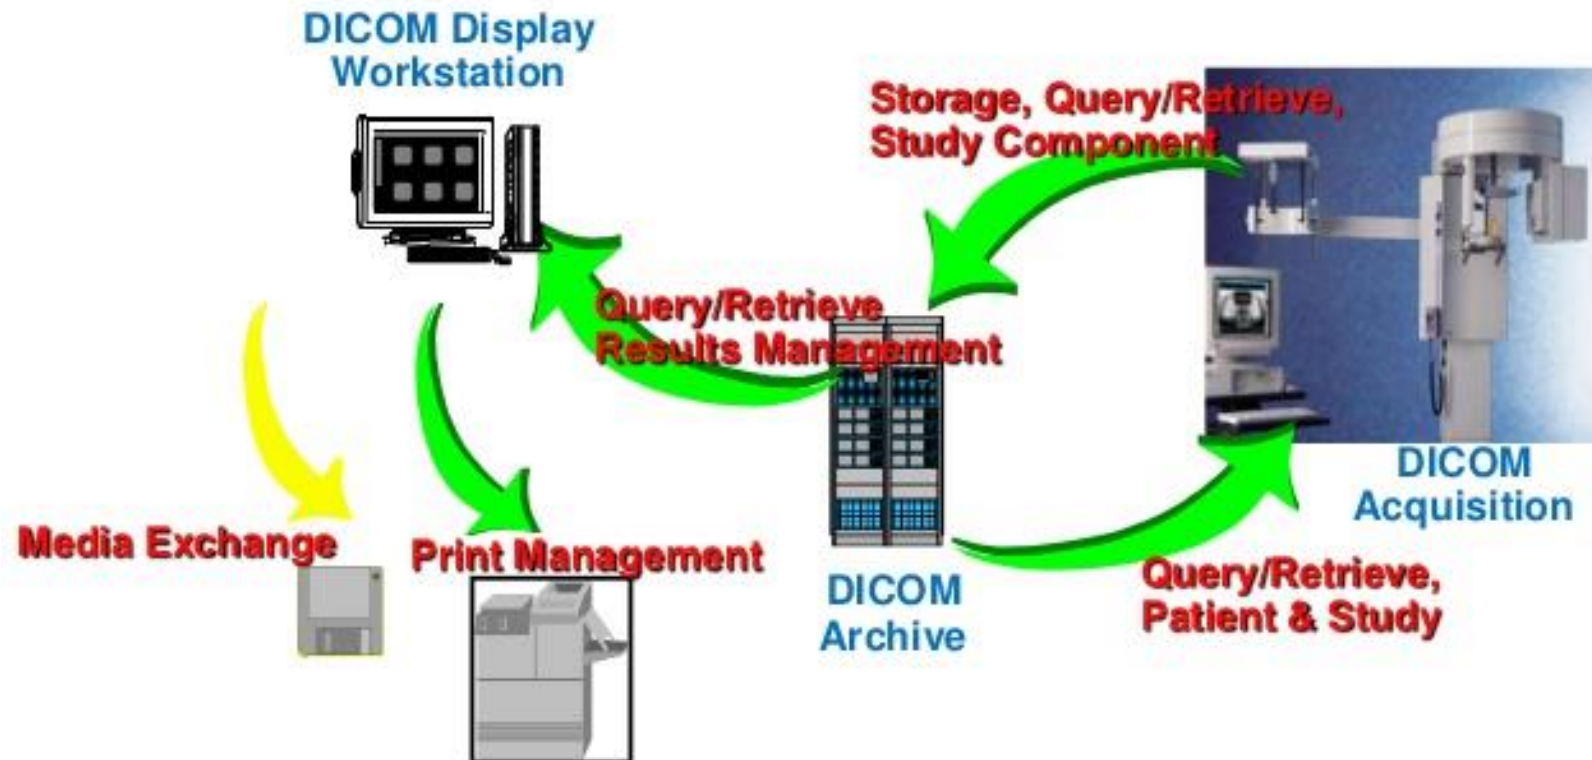 DICOM Display
Workstation
Storage, Query/Retrieve,
Study Component
Query/Retrieve
Results Management
DICOM
Acquisition
Media Exchange
Print Management
DICOM
Archive
Query/Retrieve,
Patient & Study